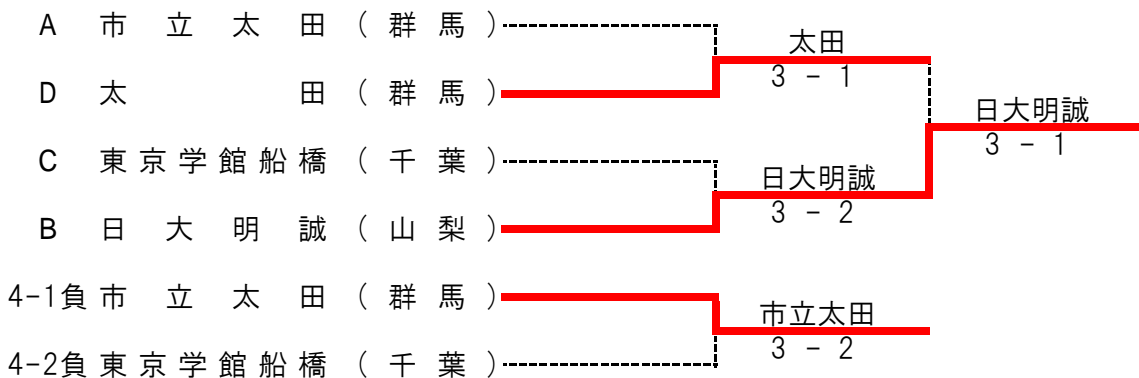 A 市立太田(群馬)
太田
3 - 1
D 太田(群馬)
日大明誠
3 - 1
C 東京学館船橋(千葉)
日大明誠
3 - 2
B 日大明誠(山梨)
4-1負 市立太田(群馬)
市立太田
3 - 2
4-2負 東京学館船橋(千葉)